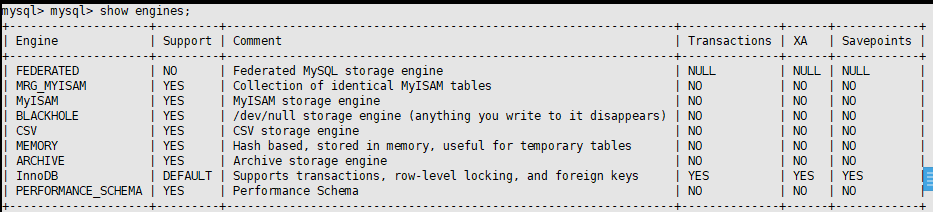 mysql> mysql> show engines;
+--------------------+---------+----------------------------------------------------------------+--------------+------+------------+
| Engine             | Support | Comment                                                        | Transactions | XA   | Savepoints |
+--------------------+---------+----------------------------------------------------------------+--------------+------+------------+
| FEDERATED          | NO      | Federated MySQL storage engine                                 | NULL         | NULL | NULL       |
| MRG_MYISAM         | YES     | Collection of identical MyISAM tables                          | NO           | NO   | NO         |
| MyISAM             | YES     | MyISAM storage engine                                          | NO           | NO   | NO         |
| BLACKHOLE          | YES     | /dev/null storage engine (anything you write to it disappears) | NO           | NO   | NO         |
| CSV                | YES     | CSV storage engine                                             | NO           | NO   | NO         |
| MEMORY             | YES     | Hash based, stored in memory, useful for temporary tables      | NO           | NO   | NO         |
| ARCHIVE            | YES     | Archive storage engine                                         | NO           | NO   | NO         |
| InnoDB             | DEFAULT | Supports transactions, row-level locking, and foreign keys     | YES          | YES  | YES        |
| PERFORMANCE_SCHEMA | YES     | Performance Schema                                             | NO           | NO   | NO         |
+--------------------+---------+----------------------------------------------------------------+--------------+------+------------+